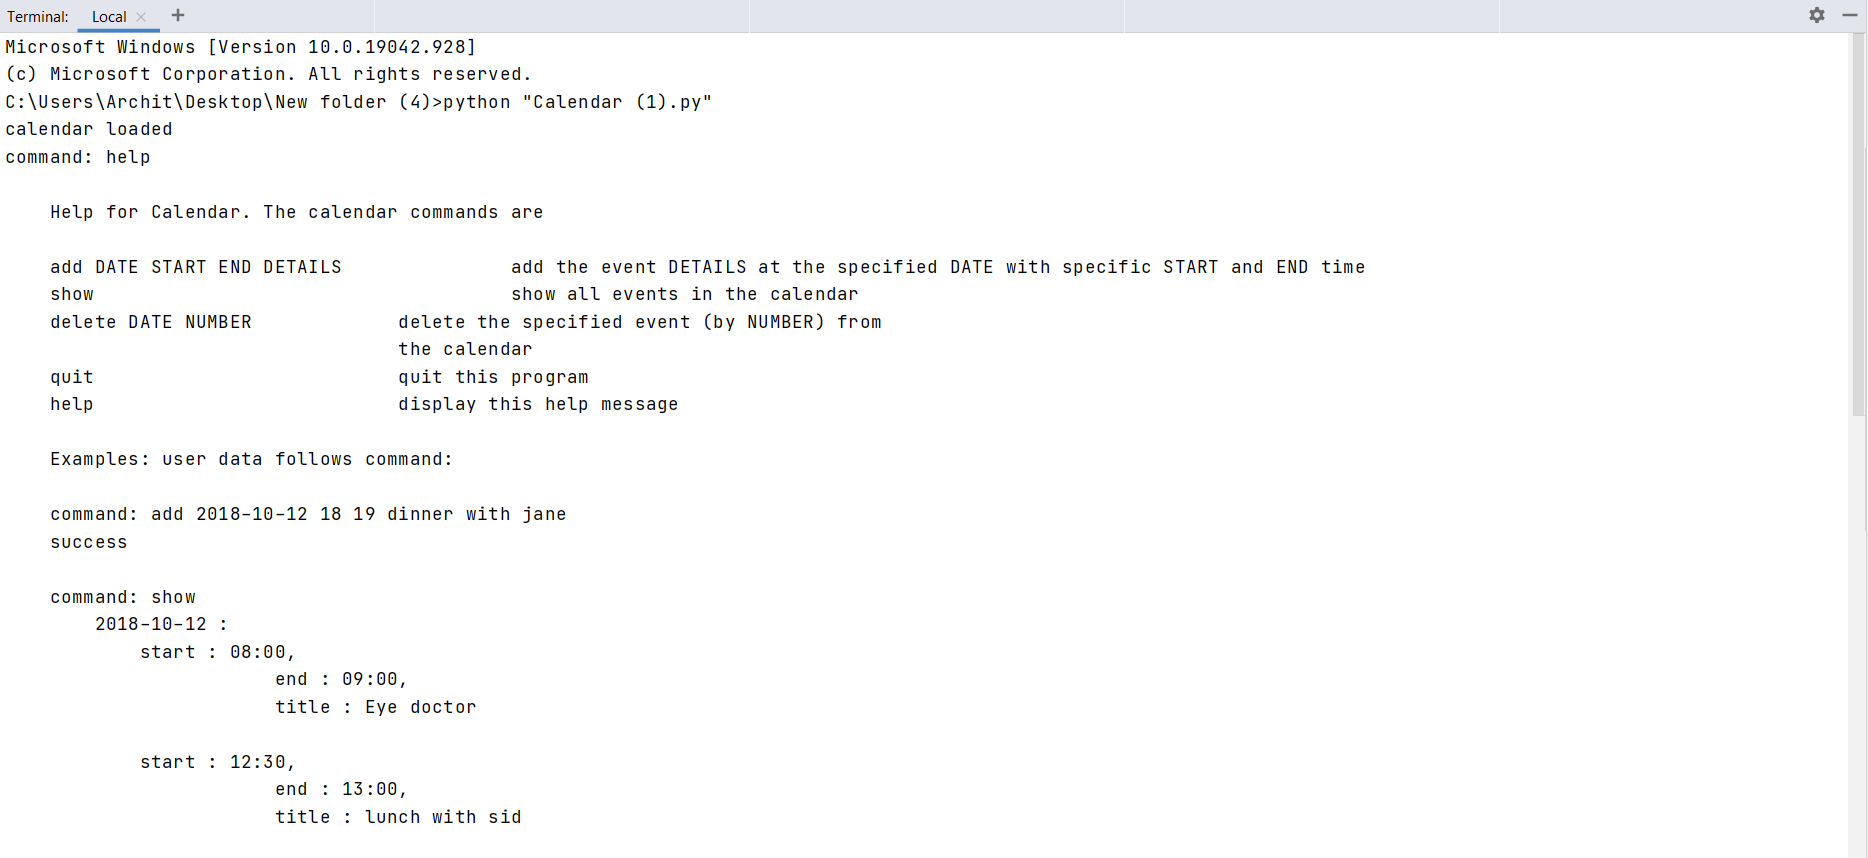 Terminal: Local × +
Microsoft Windows [Version 10.0.19042.928]
(c) Microsoft Corporation. All rights reserved.
C:\Users\Archit\Desktop\New folder (4)>python "Calendar (1).py"
calendar loaded
command: help
Help for Calendar. The calendar commands are
add DATE START END DETAILS add the event DETAILS at the specified DATE with specific START and END time
show show all events in the calendar
delete DATE NUMBER delete the specified event (by NUMBER) from
the calendar
quit quit this program
help display this help message
Examples: user data follows command:
command: add 2018-10-12 18 19 dinner with jane
success
command: show
2018-10-12 :
start : 08:00,
end : 09:00,
title : Eye doctor
start : 12:30,
end : 13:00,
title : lunch with sid